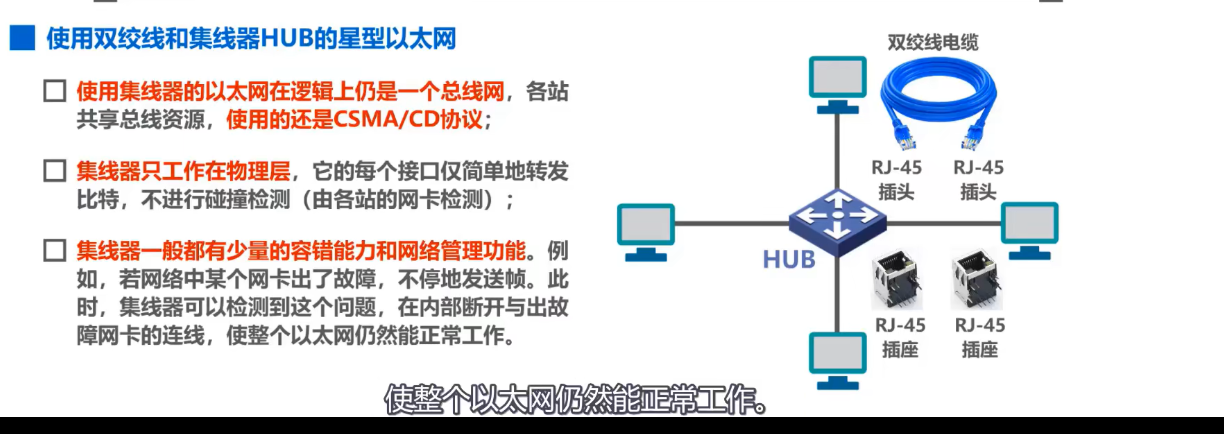 使用双绞线和集线器HUB的星型以太网
使用集线器的以太网在逻辑上仍是一个总线网，各站
共享总线资源，使用的还是CSMA/CD协议；
集线器只工作在物理层，它的每个接口仅简单地转发
比特，不进行碰撞检测（由各站的网卡检测）；
集线器一般都有少量的容错能力和网络管理功能。例
如，若网络中某个网卡出了故障，不停地发送帧。此
时，集线器可以检测到这个问题，在内部断开与出故
障网卡的连线，使整个以太网仍然能正常工作。
双绞线电缆
RJ-45
插头
RJ-45
插头
HUB
RJ-45
插座
RJ-45
插座
使整个以太网仍然能正常工作。